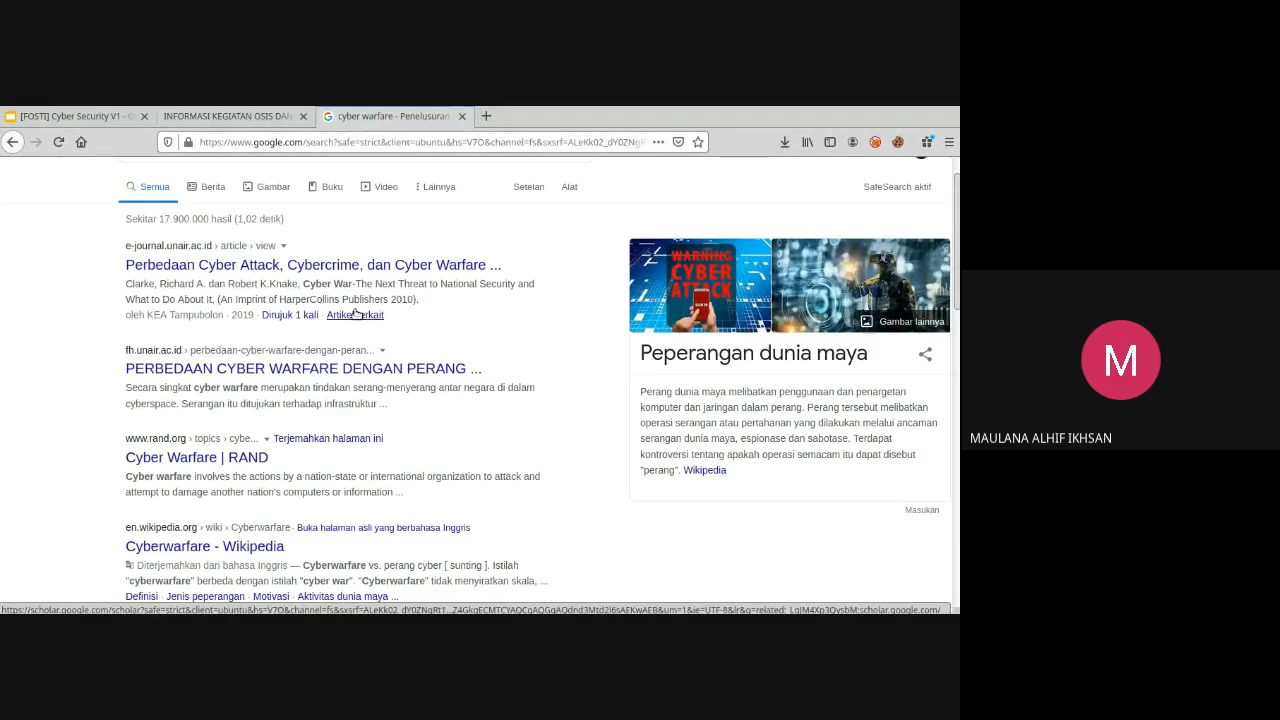 [FOSTI] Cyber Security V1 - G
INFORMASI KEGIATAN OSIS DAN
cyber warfare - Penelusuran
https://www.google.com/search?safe=strict&client=ubuntu&hs=V7O&channel=fs&sxsrf=ALeKk02_dY0ZNgR
Semua
Berita
Gambar
Buku
Video
Lainnya
Setelan
Alat
SafeSearch aktif
Sekitar 17.900.000 hasil (1,02 detik)
e-journal.unair.ac.id › article › view
Perbedaan Cyber Attack, Cybercrime, dan Cyber Warfare ...
Clarke, Richard A. dan Robert K.Knake, Cyber War-The Next Threat to National Security and
What to Do About it, (An Imprint of HarperCollins Publishers 2010).
oleh KEA Tampubolon · 2019 · Dirujuk 1 kali · Artikel terkait
fh.unair.ac.id › perbedaan-cyber-warfare-dengan-peran...
PERBEDAAN CYBER WARFARE DENGAN PERANG ...
Secara singkat cyber warfare merupakan tindakan serang-menyerang antar negara di dalam
cyberspace. Serangan itu ditujukan terhadap infrastruktur ...
www.rand.org › topics › cybe...
Terjemahkan halaman ini
Cyber Warfare | RAND
Cyber warfare involves the actions by a nation-state or international organization to attack and
attempt to damage another nation's computers or information ...
en.wikipedia.org › wiki › Cyberwarfare · Buka halaman asli yang berbahasa Inggris
Cyberwarfare - Wikipedia
Diterjemahkan dari bahasa Inggris — Cyberwarfare vs. perang cyber [ sunting ]. Istilah
"cyberwarfare" berbeda dengan istilah "cyber war". "Cyberwarfare" tidak menyiratkan skala, ...
Definisi · Jenis peperangan · Motivasi · Aktivitas dunia maya ...
WARNING
CYBER
ATTACK
Gambar lainnya
Peperangan dunia maya
Perang dunia maya melibatkan penggunaan dan penargetan
komputer dan jaringan dalam perang. Perang tersebut melibatkan
operasi serangan atau pertahanan yang dilakukan melalui ancaman
serangan dunia maya, espionase dan sabotase. Terdapat
kontroversi tentang apakah operasi semacam itu dapat disebut
"perang". Wikipedia
Masukan
M
MAULANA ALHIF IKHSAN